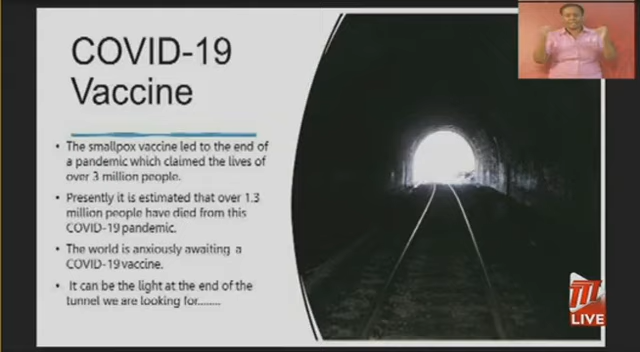 COVID-19
Vaccine
• The smallpox vaccine led to the end of
a pandemic which claimed the lives of
over 3 million people.
• Presently it is estimated that over 1.3
million people have died from this
COVID-19 pandemic.
• The world is anxiously awaiting a
COVID-19 vaccine.
• It can be the light at the end of the
tunnel we are looking for........
LIVE